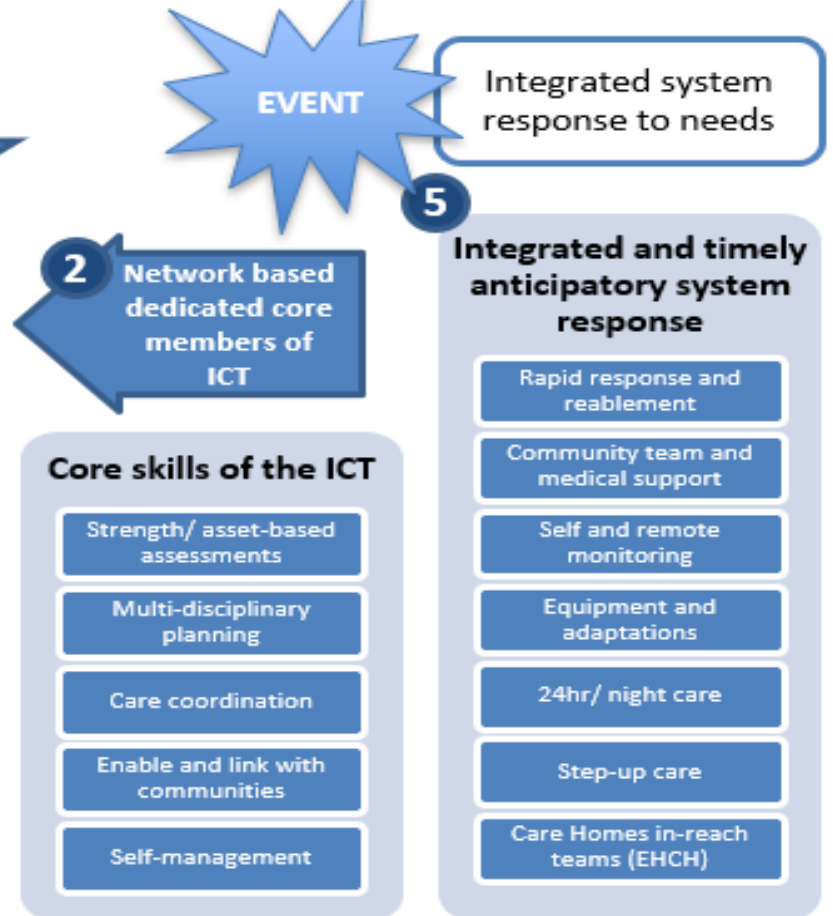 EVENT
Integrated system
response to needs
2
Network based
dedicated core
members of
ICT
Core skills of the ICT
Strength/ asset-based
assessments
Multi-disciplinary
planning
Care coordination
Enable and link with
communities
Self-management
5
Integrated and timely
anticipatory system
response
Rapid response and
reablement
Community team and
medical support
Self and remote
monitoring
Equipment and
adaptations
24hr/ night care
Step-up care
Care Homes in-reach
teams (EHCH)